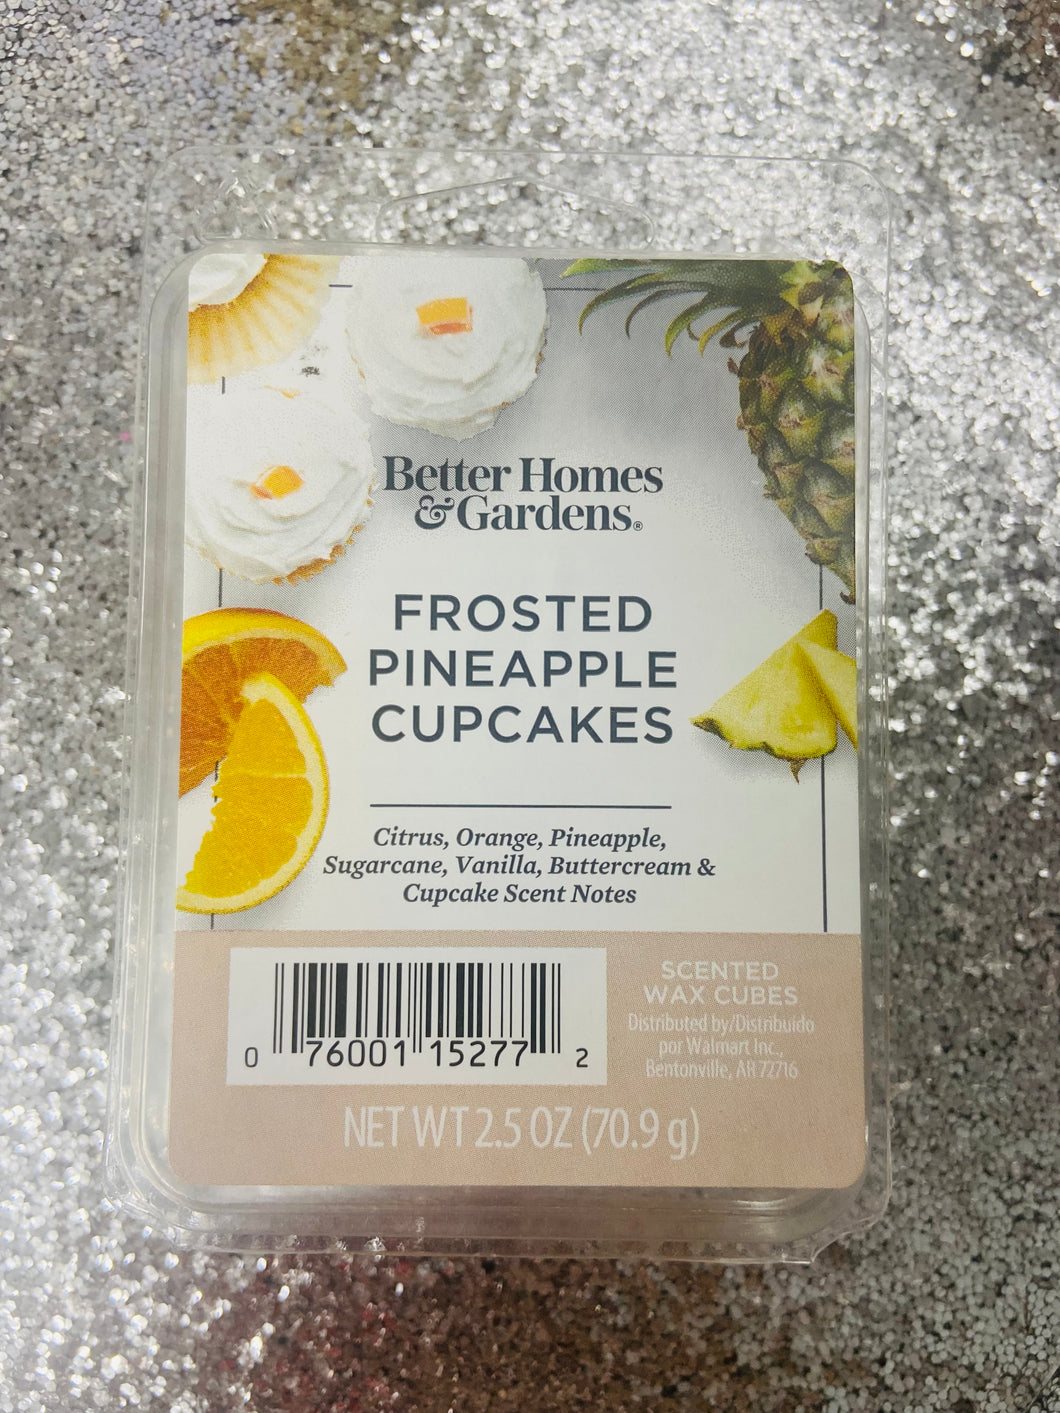 Better Homes
& Gardens®
FROSTED
PINEAPPLE
CUPCAKES
Citrus, Orange, Pineapple,
Sugarcane, Vanilla, Buttercream &
Cupcake Scent Notes
0 76001 15277 2
SCENTED
WAX CUBES
Distributed by/Distribuido
por Walmart Inc.,
Bentonville, AR 72716
NET WT 2.5 OZ (70.9 g)